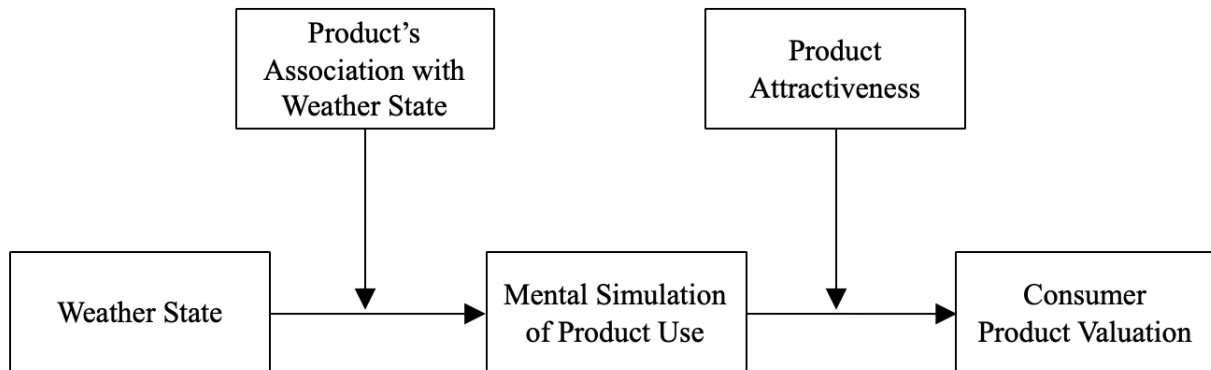 Product’s
Association with
Weather State
Product
Attractiveness
Weather State
Mental Simulation
of Product Use
Consumer
Product Valuation